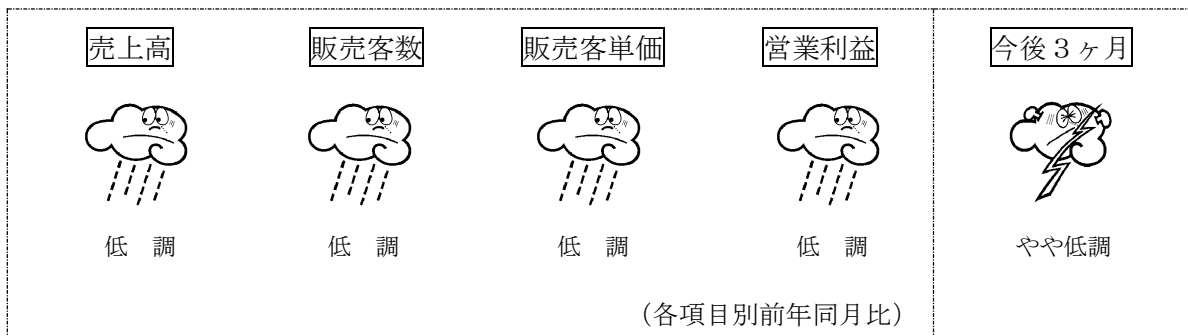 売上高 販売客数 販売客単価 営業利益 今後３ヶ月
低　調 低　調 低　調 低　調 やや低調
（各項目別前年同月比）